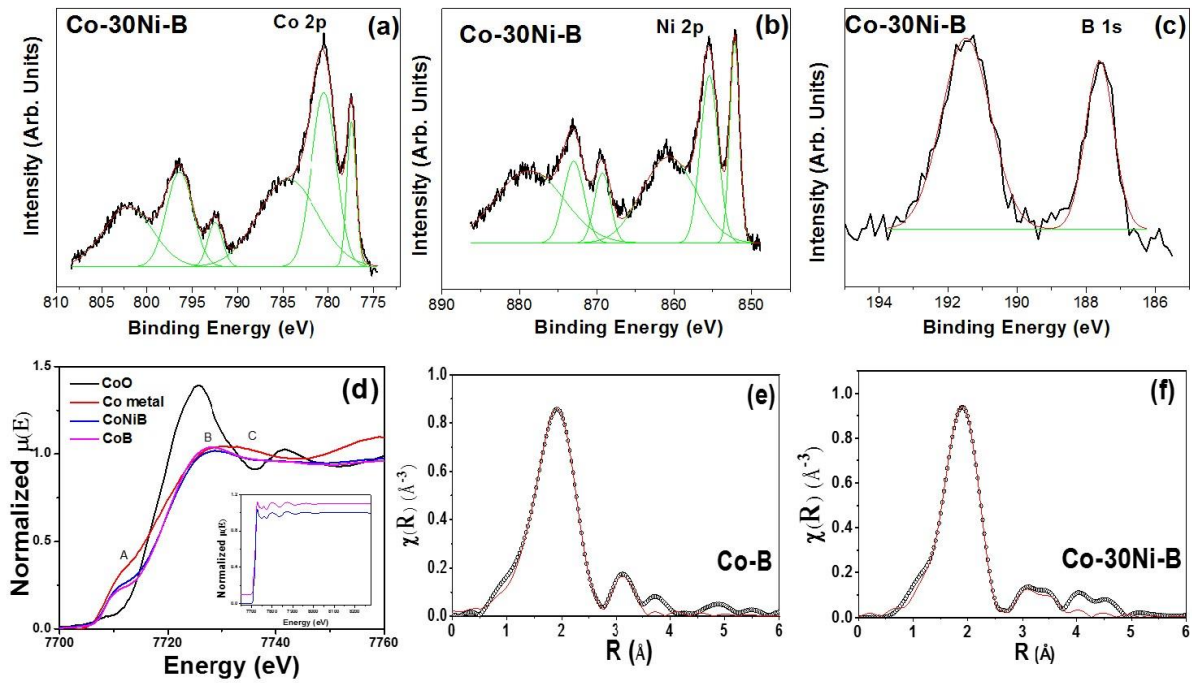 Co-30Ni-B
Co 2p
(a)
Intensity (Arb. Units)
810 805 800 795 790 785 780 775
Binding Energy (eV)
Co-30Ni-B
Ni 2p
(b)
Intensity (Arb. Units)
880 870 860 850
Binding Energy (eV)
Co-30Ni-B
B 1s
(c)
Intensity (Arb. Units)
194 192 190 188 186
Binding Energy (eV)
(d)
CoO
Co metal
CoNiB
CoB
A
B
C
Normalized μ(E)
1.5
1.0
0.5
0.0
7700 7720 7740 7760
Energy (eV)
Normalized μ(E)
Energy (eV)
(e)
Co-B
χ(R) (Å⁻³)
1.0
0.8
0.6
0.4
0.2
0.0
0 1 2 3 4 5 6
R (Å)
(f)
Co-30Ni-B
χ(R) (Å⁻³)
1.0
0.8
0.6
0.4
0.2
0.0
0 1 2 3 4 5 6
R (Å)